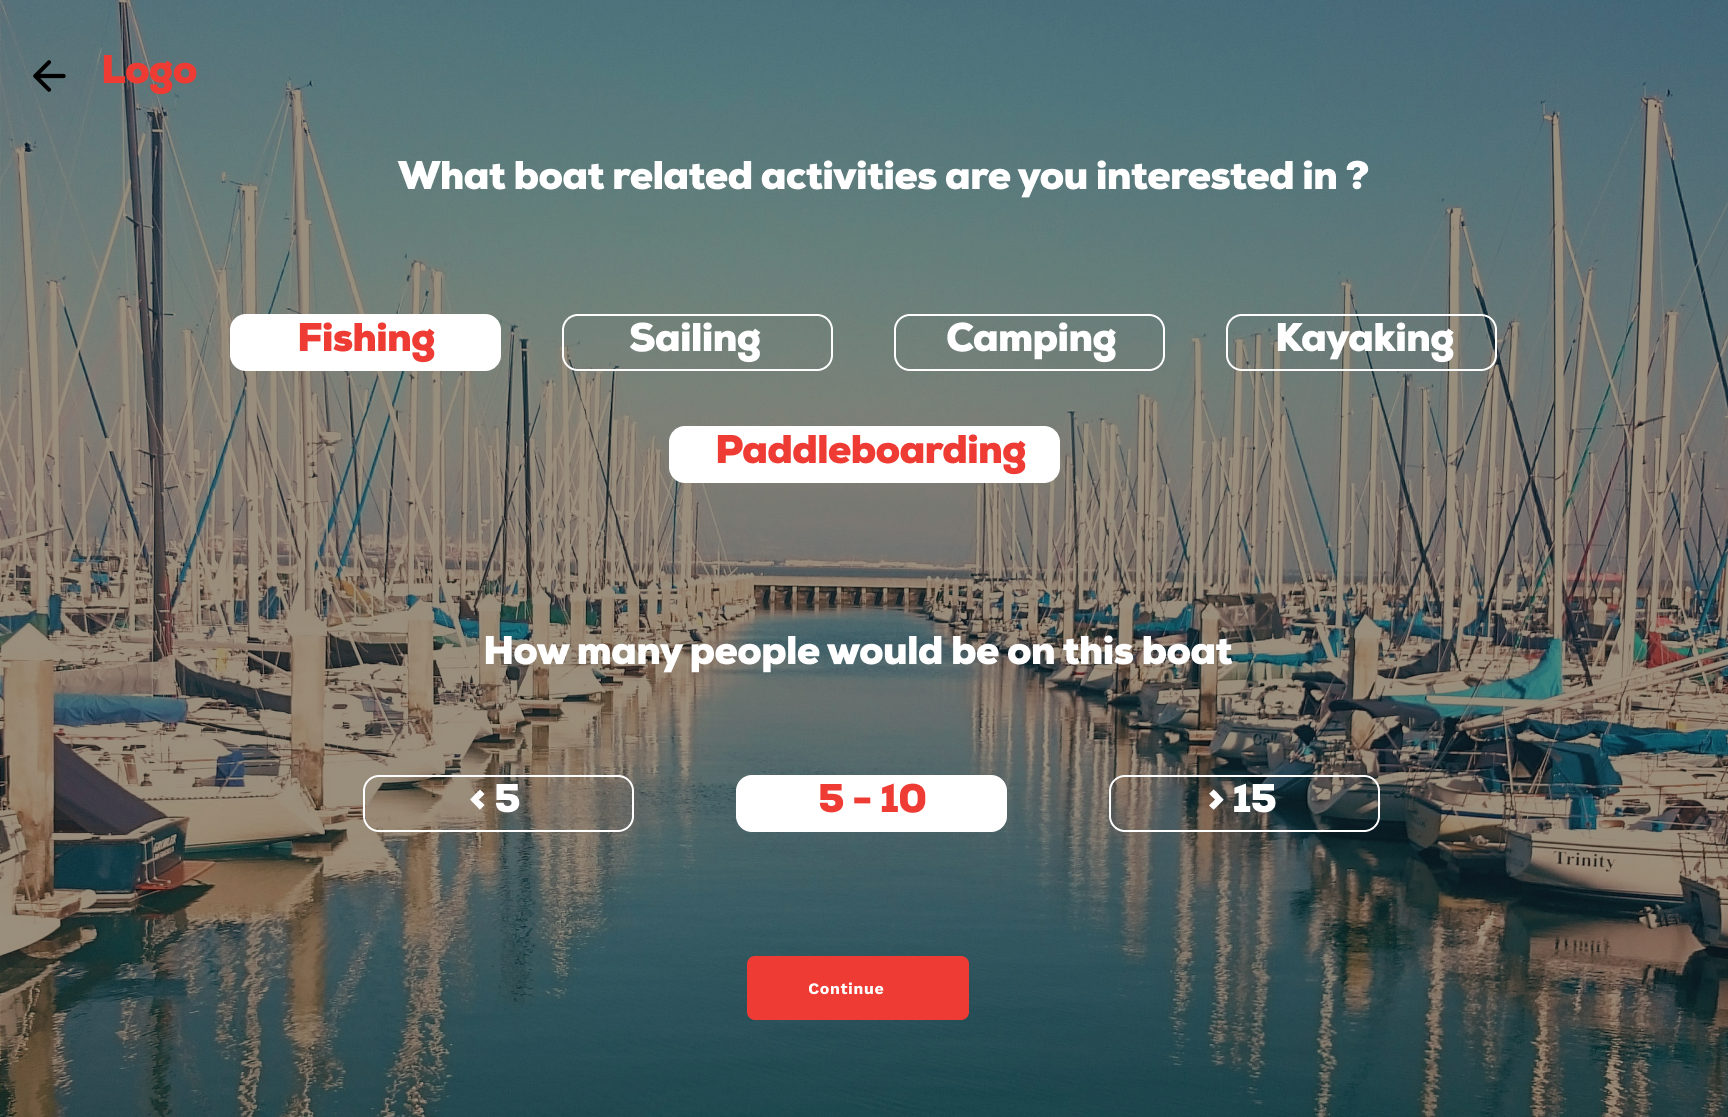 Logo
What boat related activities are you interested in ?
Fishing Sailing Camping Kayaking
Paddleboarding
How many people would be on this boat
< 5 5 - 10 > 15
Trinity
Continue